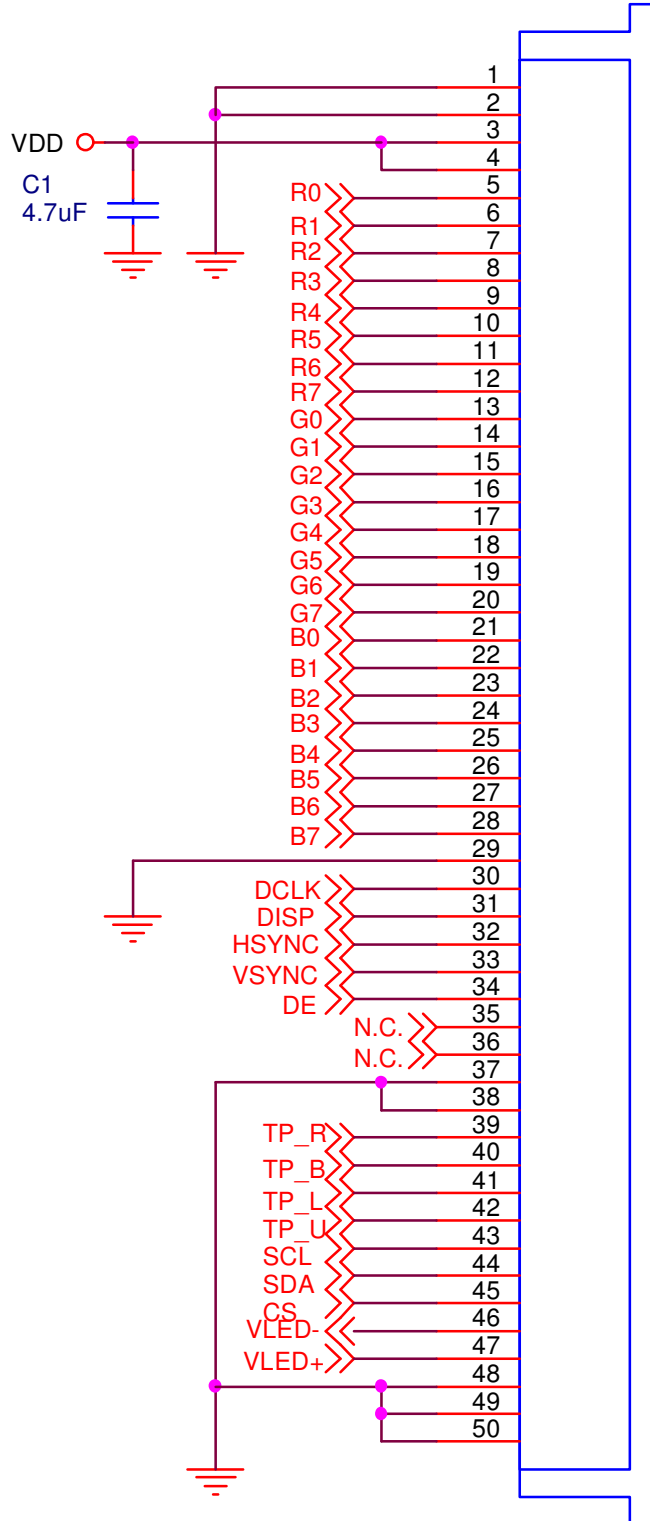 1
2
VDD 3
4
C1
4.7uF
R0 5
R1 6
R2 7
R3 8
R4 9
R5 10
R6 11
R7 12
G0 13
G1 14
G2 15
G3 16
G4 17
G5 18
G6 19
G7 20
B0 21
B1 22
B2 23
B3 24
B4 25
B5 26
B6 27
B7 28
29
DCLK 30
DISP 31
HSYNC 32
VSYNC 33
DE 34
N.C. 35
N.C. 36
37
38
TP_R 39
TP_B 40
TP_L 41
TP_U 42
SCL 43
SDA 44
CS 45
VLED- 46
VLED+ 47
48
49
50